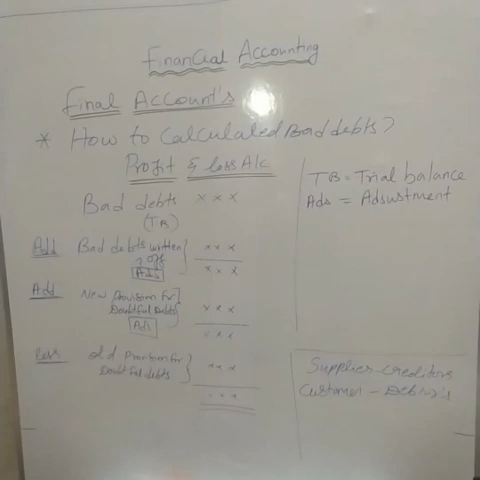 Financial Accounting
Final Account's
* How to Calculated Bad debts?
Profit & loss A/c
Bad debts x x x
(TB)
Add Bad debts written x x x
off
Ads x x x
Add New Provision for
Doubtful Debts x x x
Ads x x x
Less old Provision for
Doubtful debts x x x
x x x
TB = Trial balance
Ads = Adsustment
Supplier - creditors
Customer - Debtors